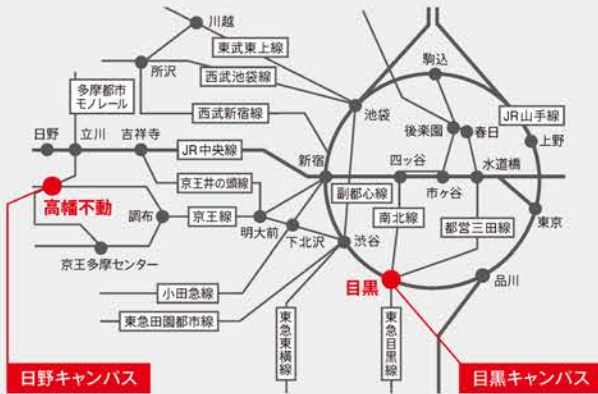 川越
東武東上線
駒込
所沢
西武池袋線
多摩都市
モノレール
池袋
JR山手線
西武新宿線
後楽園
春日
上野
日野
立川
吉祥寺
JR中央線
新宿
四ッ谷
水道橋
京王井の頭線
副都心線
市ヶ谷
高幡不動
調布
京王線
明大前
下北沢
渋谷
南北線
都営三田線
東京
京王多摩センター
目黒
品川
小田急線
東急田園都市線
東急東横線
東急目黒線
日野キャンパス
目黒キャンパス